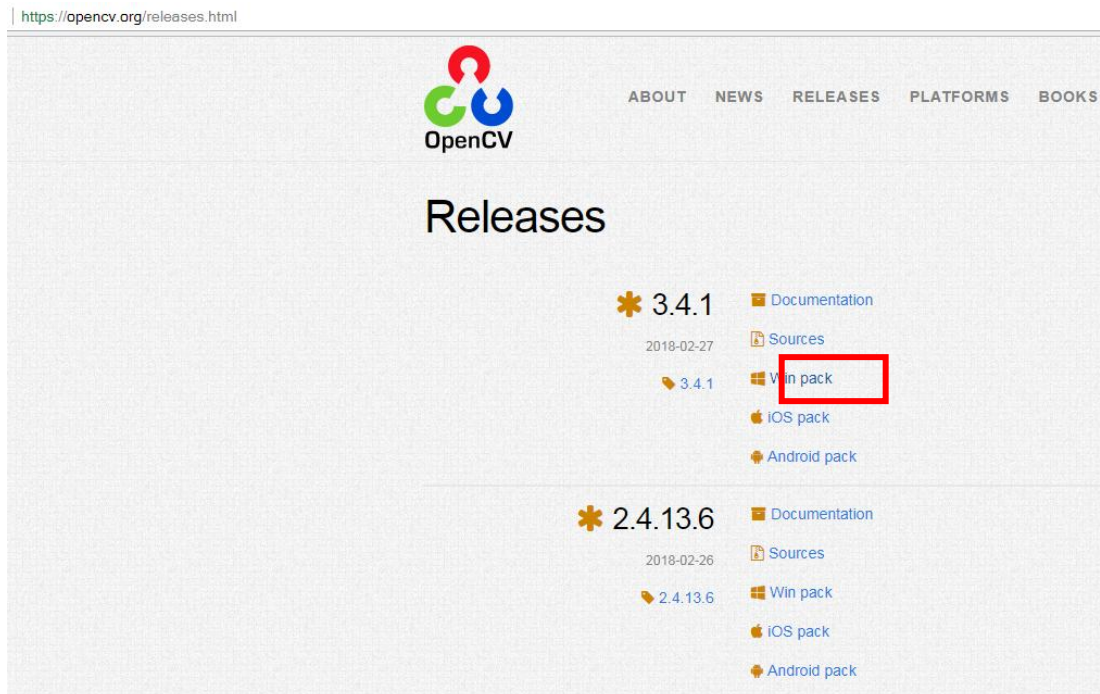 https://opencv.org/releases.html
OpenCV
ABOUT NEWS RELEASES PLATFORMS BOOKS
Releases
3.4.1
2018-02-27
3.4.1
Documentation
Sources
Win pack
iOS pack
Android pack
2.4.13.6
2018-02-26
2.4.13.6
Documentation
Sources
Win pack
iOS pack
Android pack